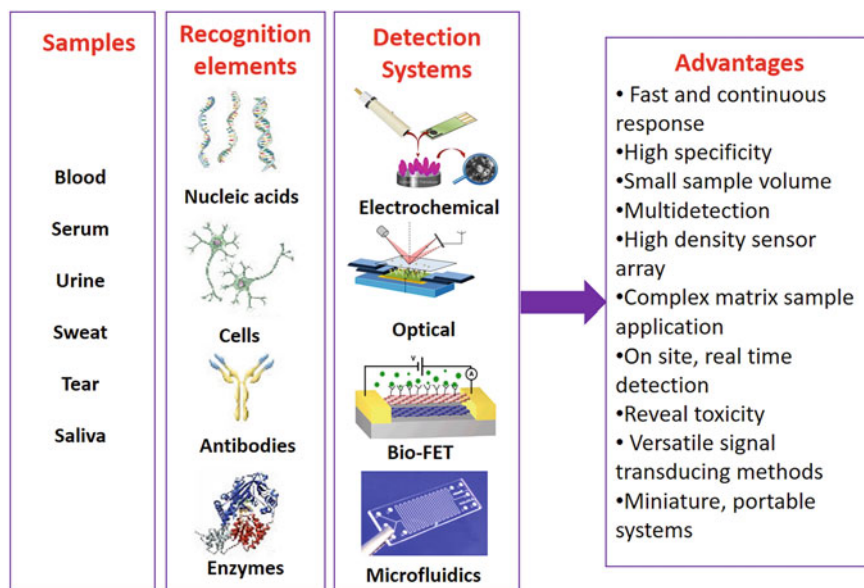 Samples
Blood
Serum
Urine
Sweat
Tear
Saliva
Recognition
elements
Nucleic acids
Cells
Antibodies
Enzymes
Detection
Systems
Electrochemical
Optical
V
A
Bio-FET
Microfluidics
Advantages
• Fast and continuous
response
•High specificity
•Small sample volume
•Multidetection
•High density sensor
array
•Complex matrix sample
application
•On site, real time
detection
•Reveal toxicity
• Versatile signal
transducing methods
•Miniature, portable
systems